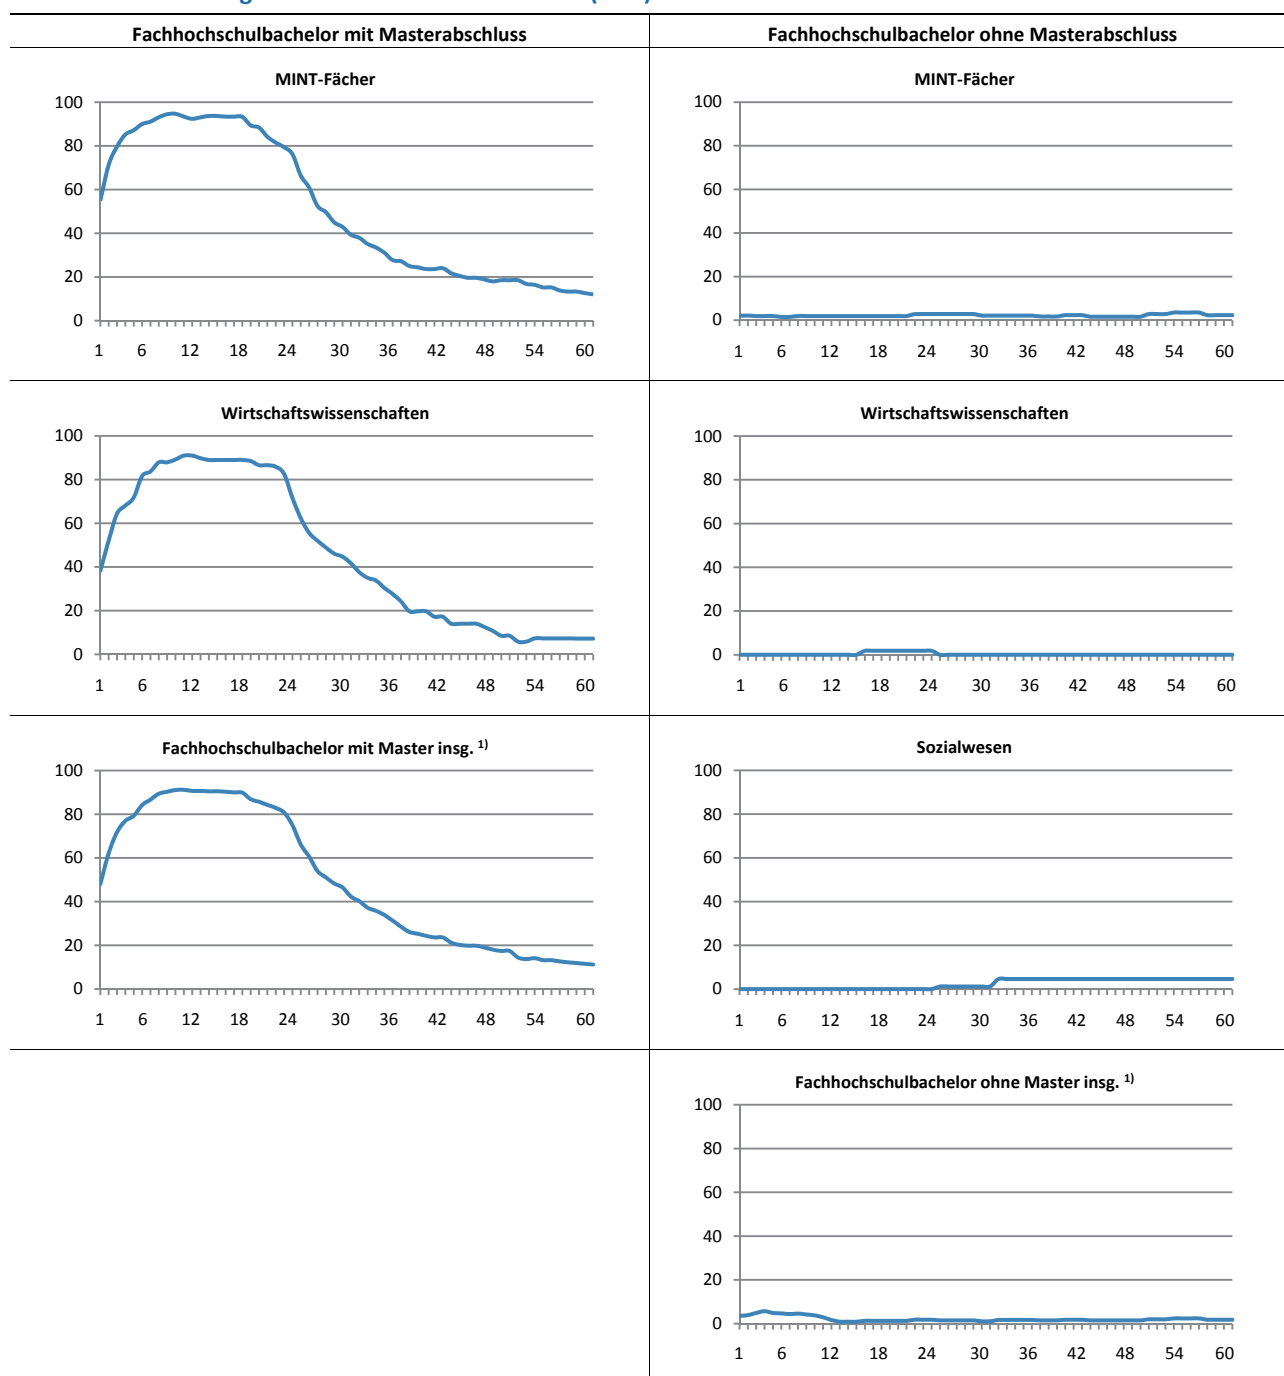 Fachhochschulbachelor mit Masterabschluss
Fachhochschulbachelor ohne Masterabschluss
MINT-Fächer
100
80
60
40
20
0
1 6 12 18 24 30 36 42 48 54 60
MINT-Fächer
100
80
60
40
20
0
1 6 12 18 24 30 36 42 48 54 60
Wirtschaftswissenschaften
100
80
60
40
20
0
1 6 12 18 24 30 36 42 48 54 60
Wirtschaftswissenschaften
100
80
60
40
20
0
1 6 12 18 24 30 36 42 48 54 60
Fachhochschulbachelor mit Master insg. 1)
100
80
60
40
20
0
1 6 12 18 24 30 36 42 48 54 60
Sozialwesen
100
80
60
40
20
0
1 6 12 18 24 30 36 42 48 54 60
Fachhochschulbachelor ohne Master insg. 1)
100
80
60
40
20
0
1 6 12 18 24 30 36 42 48 54 60